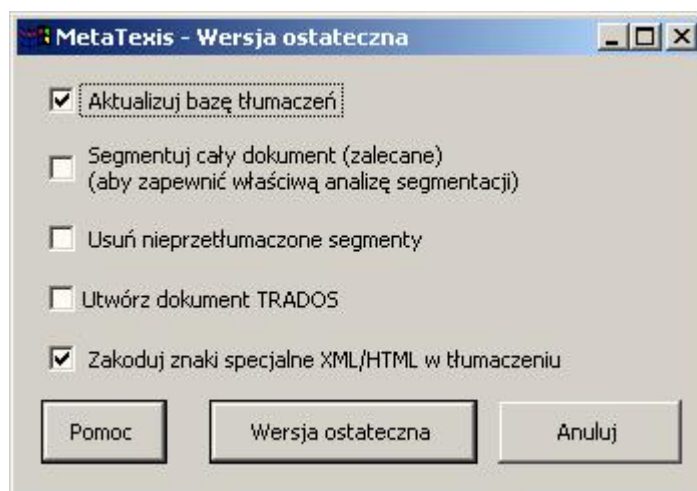 MetaTexis - Wersja ostateczna
Aktualizuj bazę tłumaczeń
Segmentuj cały dokument (zalecane)
(aby zapewnić właściwą analizę segmentacji)
Usuń nieprzetłumaczone segmenty
Utwórz dokument TRADOS
Zakoduj znaki specjalne XML/HTML w tłumaczeniu
Pomoc
Wersja ostateczna
Anuluj